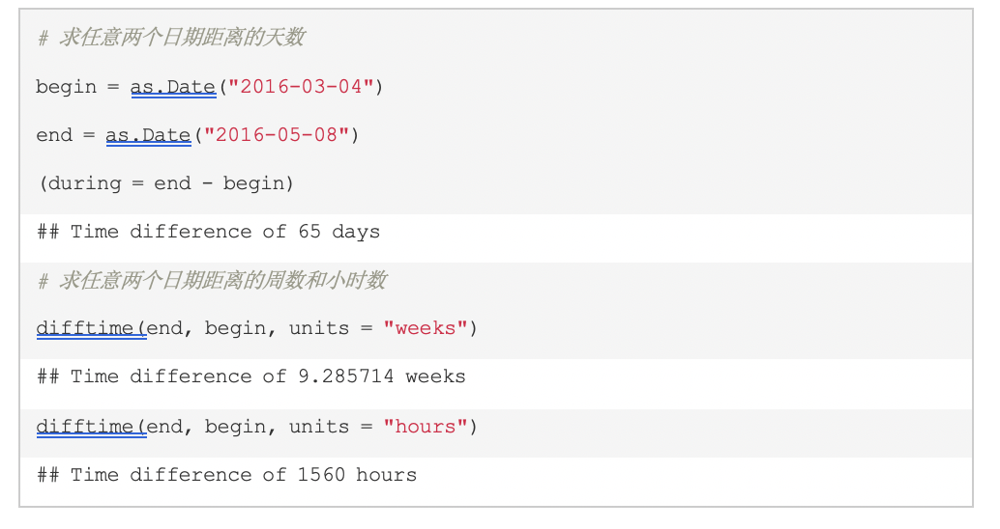 # 求任意两个日期距离的天数
begin = as.Date("2016-03-04")
end = as.Date("2016-05-08")
(during = end - begin)
## Time difference of 65 days
# 求任意两个日期距离的周数和小时数
difftime(end, begin, units = "weeks")
## Time difference of 9.285714 weeks
difftime(end, begin, units = "hours")
## Time difference of 1560 hours